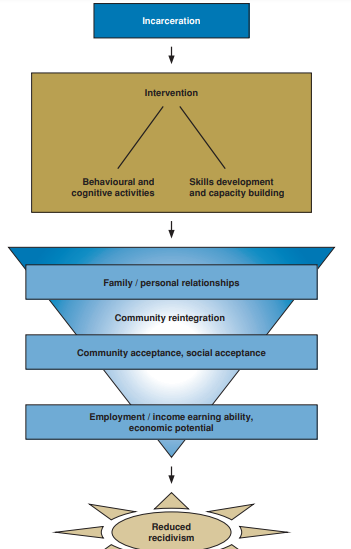 Incarceration
Intervention
Behavioural and
cognitive activities
Skills development
and capacity building
Family / personal relationships
Community reintegration
Community acceptance, social acceptance
Employment / income earning ability,
economic potential
Reduced
recidivism